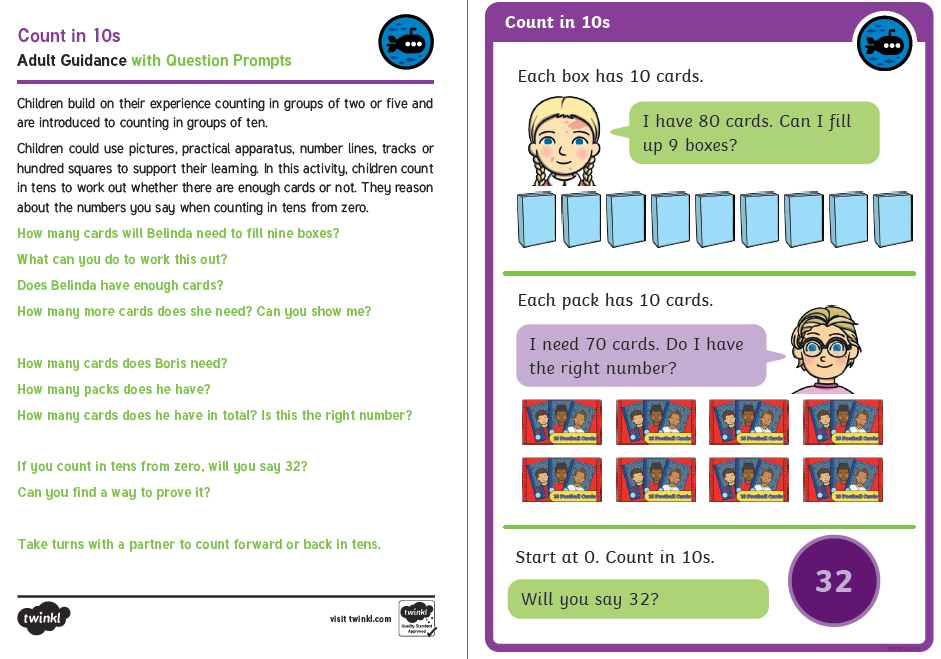 Count in 10s
Adult Guidance with Question Prompts
Children build on their experience counting in groups of two or five and
are introduced to counting in groups of ten.
Children could use pictures, practical apparatus, number lines, tracks or
hundred squares to support their learning. In this activity, children count
in tens to work out whether there are enough cards or not. They reason
about the numbers you say when counting in tens from zero.
How many cards will Belinda need to fill nine boxes?
What can you do to work this out?
Does Belinda have enough cards?
How many more cards does she need? Can you show me?
How many cards does Boris need?
How many packs does he have?
How many cards does he have in total? Is this the right number?
If you count in tens from zero, will you say 32?
Can you find a way to prove it?
Take turns with a partner to count forward or back in tens.
twinkl
visit twinkl.com
twinkl
Quality Standard
Approved
Count in 10s
Each box has 10 cards.
I have 80 cards. Can I fill
up 9 boxes?
Each pack has 10 cards.
I need 70 cards. Do I have
the right number?
10 Football Cards
10 Football Cards
10 Football Cards
10 Football Cards
10 Football Cards
10 Football Cards
10 Football Cards
10 Football Cards
Start at 0. Count in 10s.
32
Will you say 32?
twinkl.com